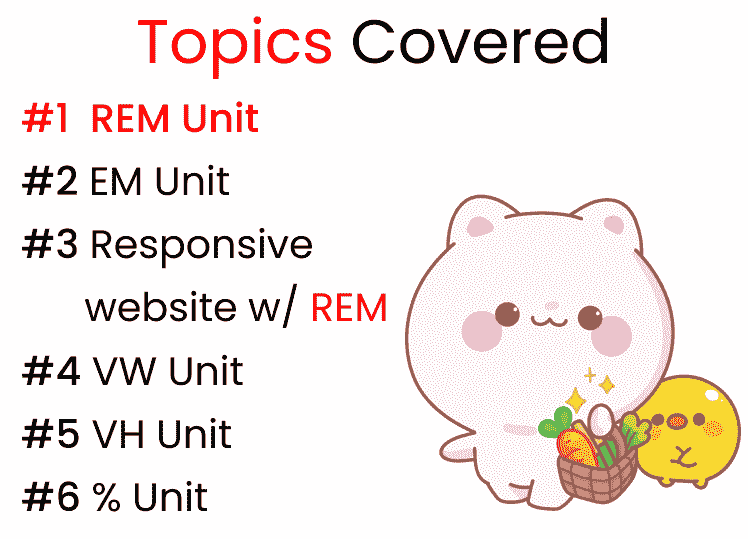 Topics Covered
#1 REM Unit
#2 EM Unit
#3 Responsive
website w/ REM
#4 VW Unit
#5 VH Unit
#6 % Unit